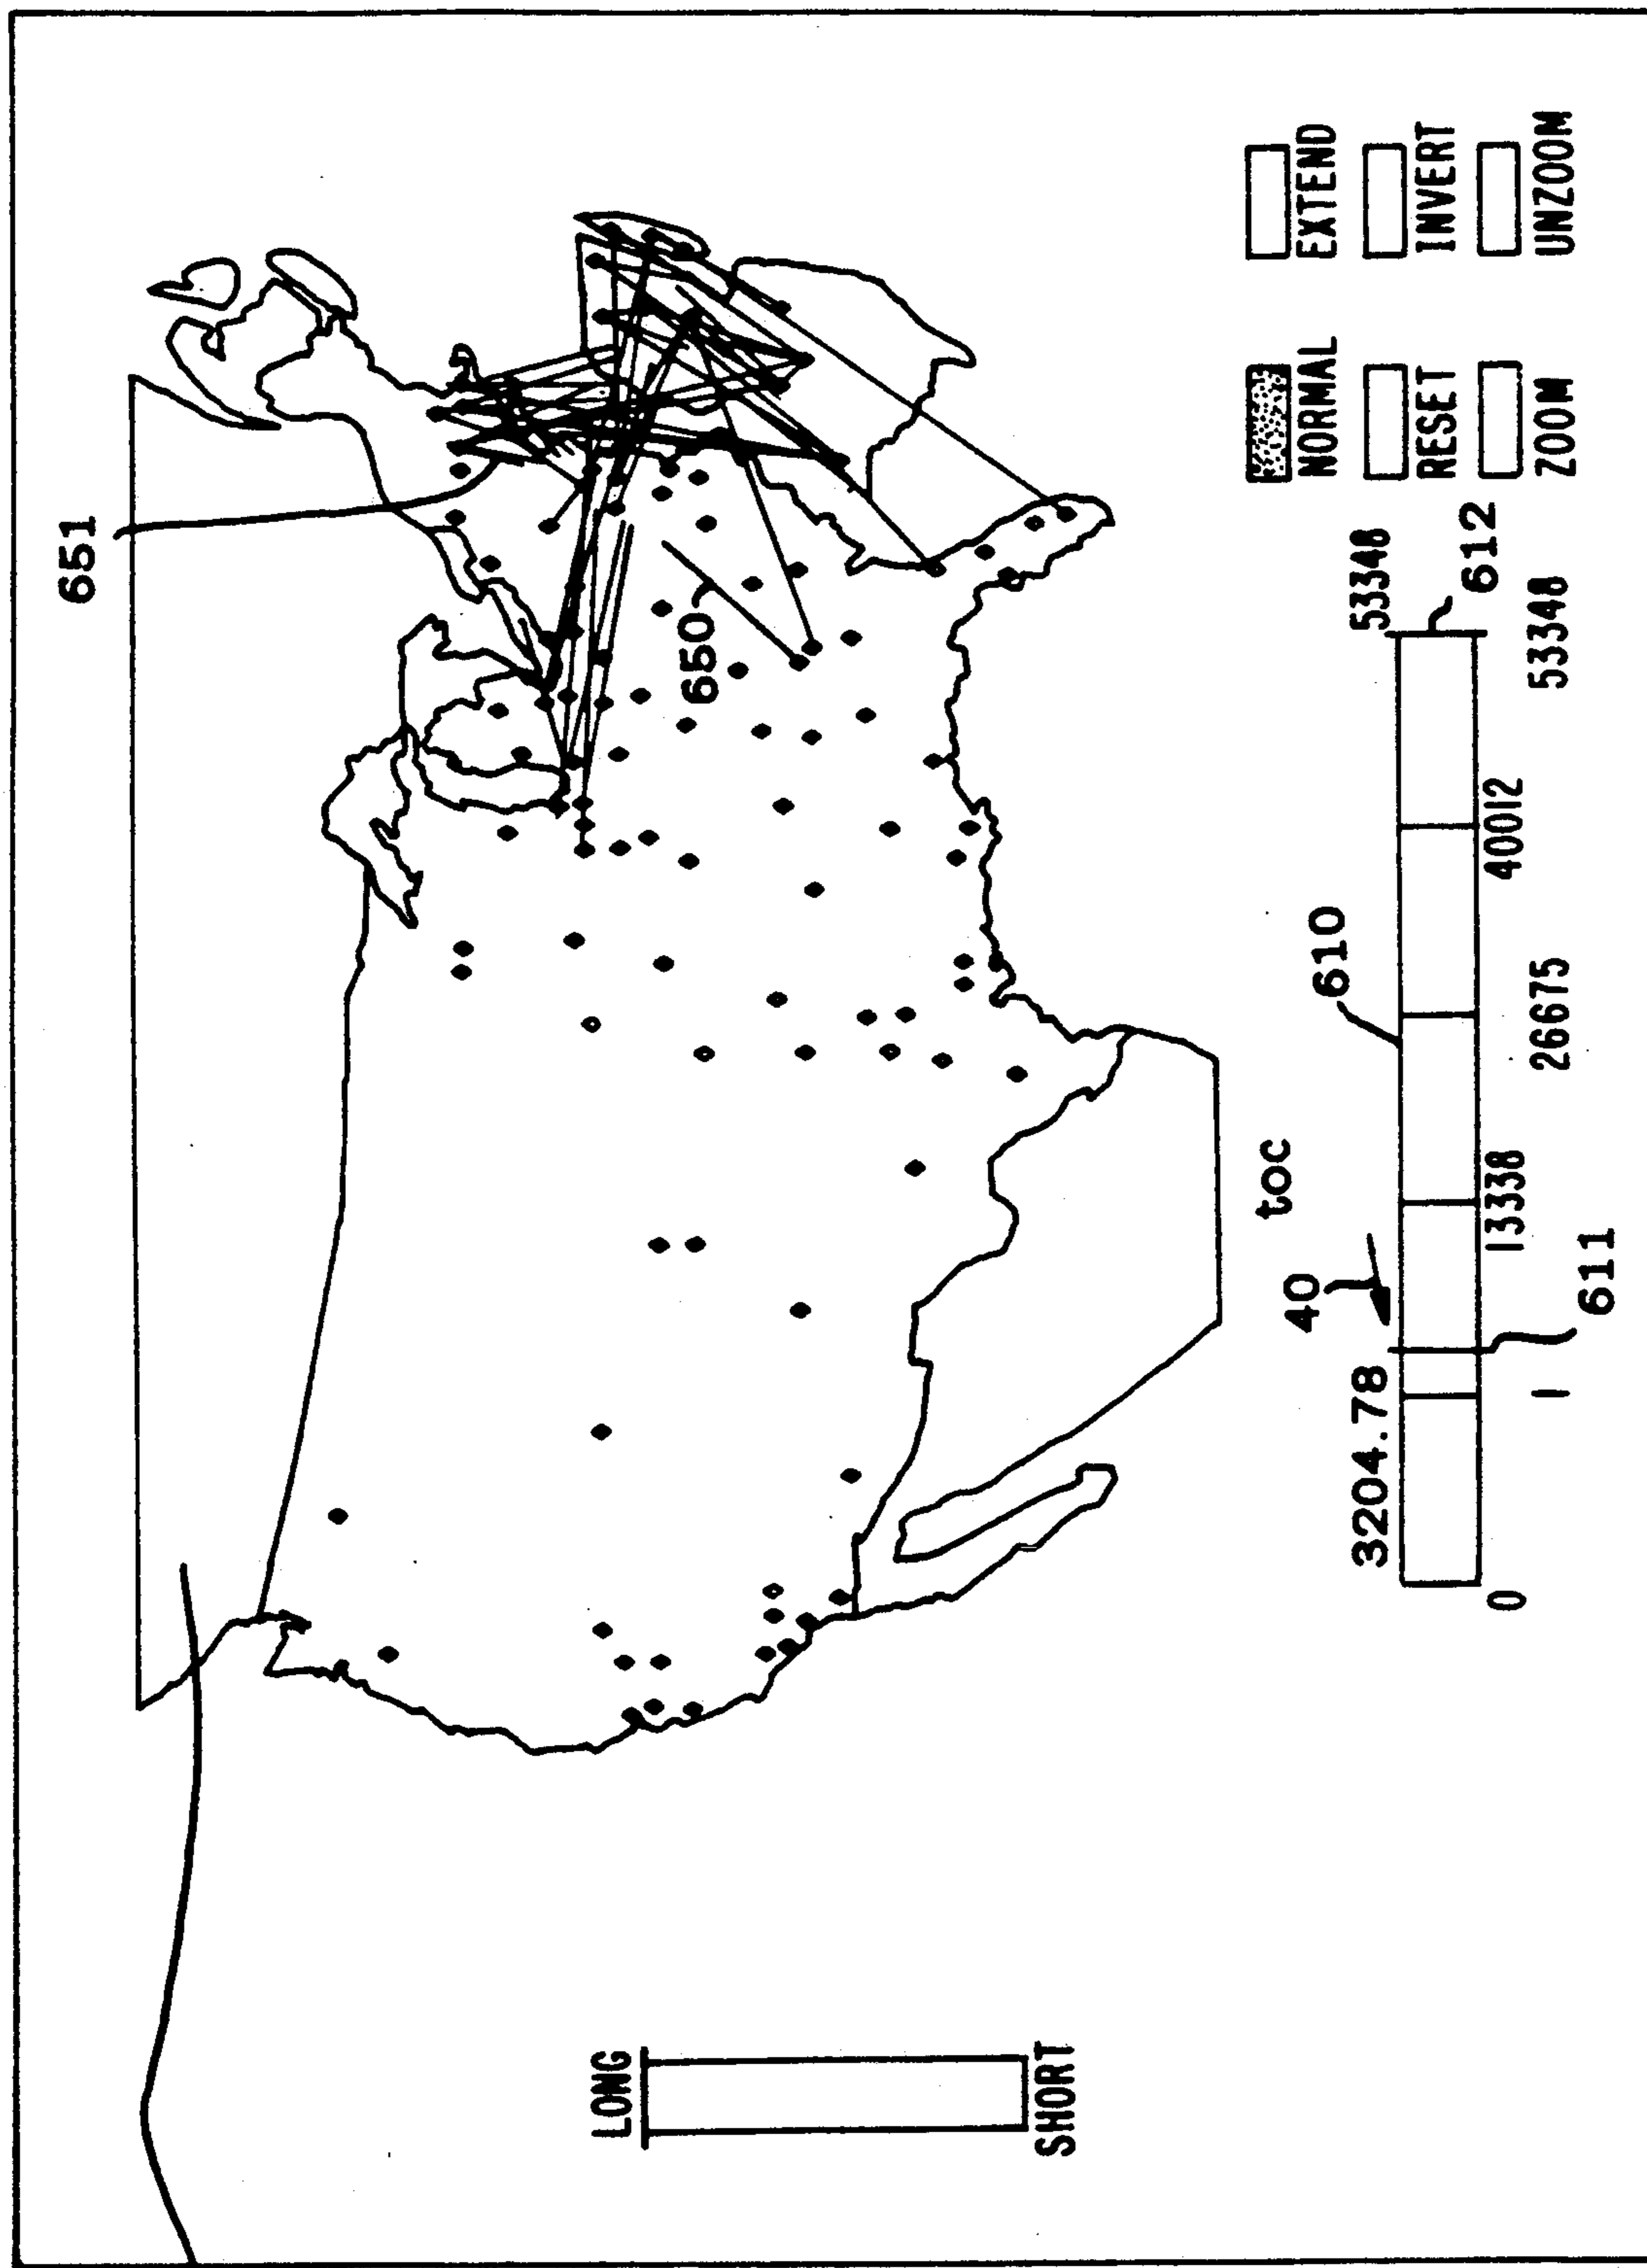 651
650
LONG
SHORT
toc
NORMAL
EXTEND
RESET
INVERT
ZOOM
UNZOOM
40
610
3204.78
53348
612
0
13338
40012
1
26675
53348
611